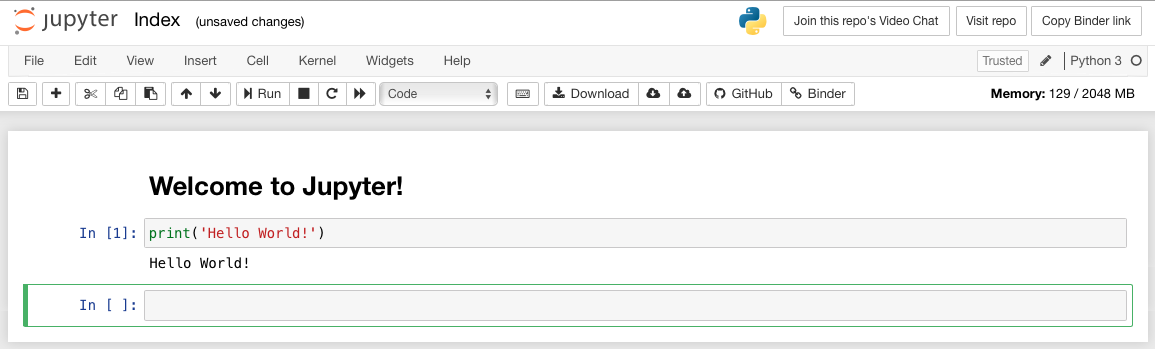 jupyter Index (unsaved changes) Join this repo's Video Chat Visit repo Copy Binder link
File Edit View Insert Cell Kernel Widgets Help Trusted Python 3
Run Code Download GitHub Binder Memory: 129 / 2048 MB
Welcome to Jupyter!
In [1]: print('Hello World!')
Hello World!
In [ ]: